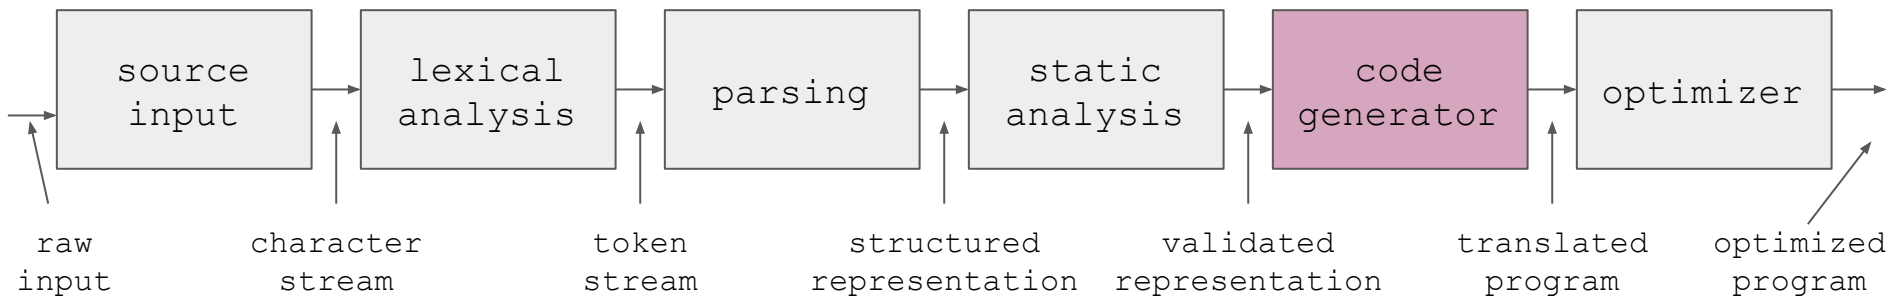 source
input
lexical
analysis
parsing
static
analysis
code
generator
optimizer
raw
input
character
stream
token
stream
structured
representation
validated
representation
translated
program
optimized
program